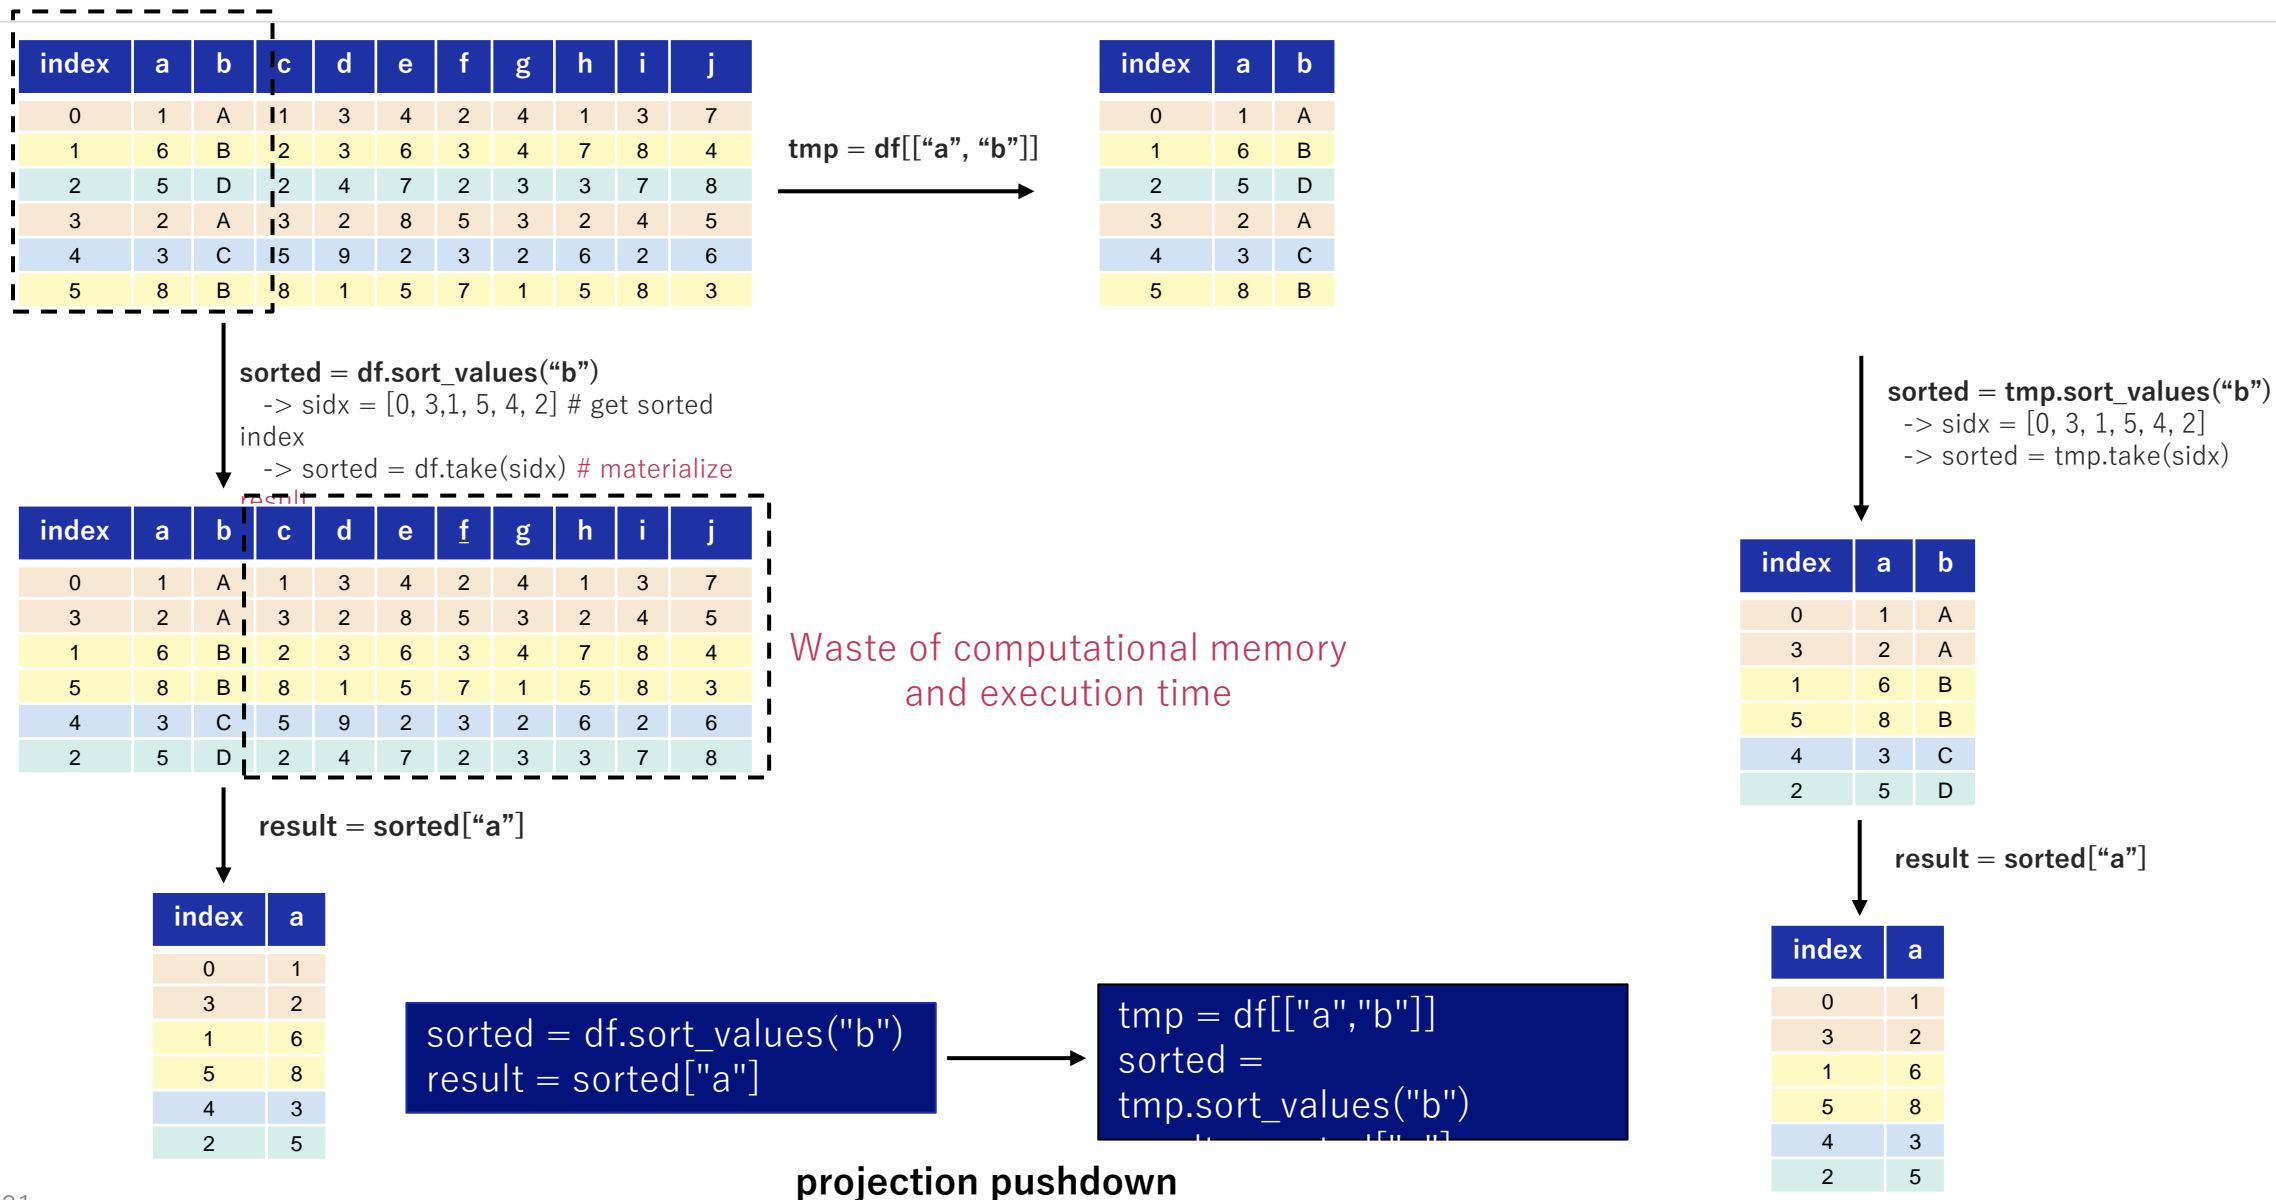 index a b c d e f g h i j
0 1 A 1 3 4 2 4 1 3 7
1 6 B 2 3 6 3 4 7 8 4
2 5 D 2 4 7 2 3 3 7 8
3 2 A 3 2 8 5 3 2 4 5
4 3 C 5 9 2 3 2 6 2 6
5 8 B 8 1 5 7 1 5 8 3
tmp = df[[“a”, “b”]]
index a b
0 1 A
1 6 B
2 5 D
3 2 A
4 3 C
5 8 B
sorted = df.sort_values(“b”)
-> sidx = [0, 3,1, 5, 4, 2] # get sorted
index
-> sorted = df.take(sidx) # materialize
result
index a b c d e f g h i j
0 1 A 1 3 4 2 4 1 3 7
3 2 A 3 2 8 5 3 2 4 5
1 6 B 2 3 6 3 4 7 8 4
5 8 B 8 1 5 7 1 5 8 3
4 3 C 5 9 2 3 2 6 2 6
2 5 D 2 4 7 2 3 3 7 8
Waste of computational memory
and execution time
result = sorted[“a”]
index a
0 1
3 2
1 6
5 8
4 3
2 5
sorted = tmp.sort_values(“b”)
-> sidx = [0, 3, 1, 5, 4, 2]
-> sorted = tmp.take(sidx)
index a b
0 1 A
3 2 A
1 6 B
5 8 B
4 3 C
2 5 D
result = sorted[“a”]
index a
0 1
3 2
1 6
5 8
4 3
2 5
sorted = df.sort_values("b")
result = sorted["a"]
tmp = df[["a","b"]]
sorted =
tmp.sort_values("b")
projection pushdown